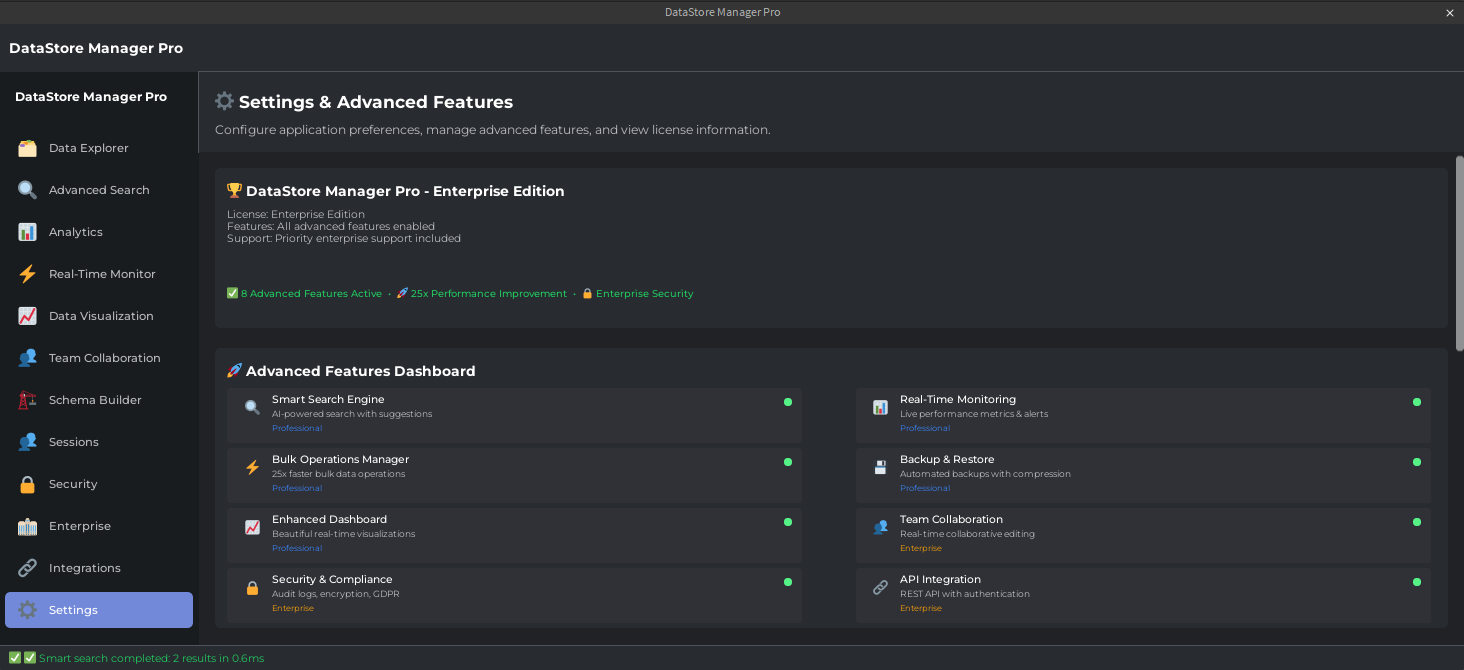 DataStore Manager Pro
DataStore Manager Pro
DataStore Manager Pro
Data Explorer
Advanced Search
Analytics
Real-Time Monitor
Data Visualization
Team Collaboration
Schema Builder
Sessions
Security
Enterprise
Integrations
Settings
Settings & Advanced Features
Configure application preferences, manage advanced features, and view license information.
DataStore Manager Pro - Enterprise Edition
License: Enterprise Edition
Features: All advanced features enabled
Support: Priority enterprise support included
8 Advanced Features Active • 25x Performance Improvement • Enterprise Security
Advanced Features Dashboard
Smart Search Engine
AI-powered search with suggestions
Professional
Real-Time Monitoring
Live performance metrics & alerts
Professional
Bulk Operations Manager
25x faster bulk data operations
Professional
Backup & Restore
Automated backups with compression
Professional
Enhanced Dashboard
Beautiful real-time visualizations
Professional
Team Collaboration
Real-time collaborative editing
Enterprise
Security & Compliance
Audit logs, encryption, GDPR
Enterprise
API Integration
REST API with authentication
Enterprise
Smart search completed: 2 results in 0.6ms